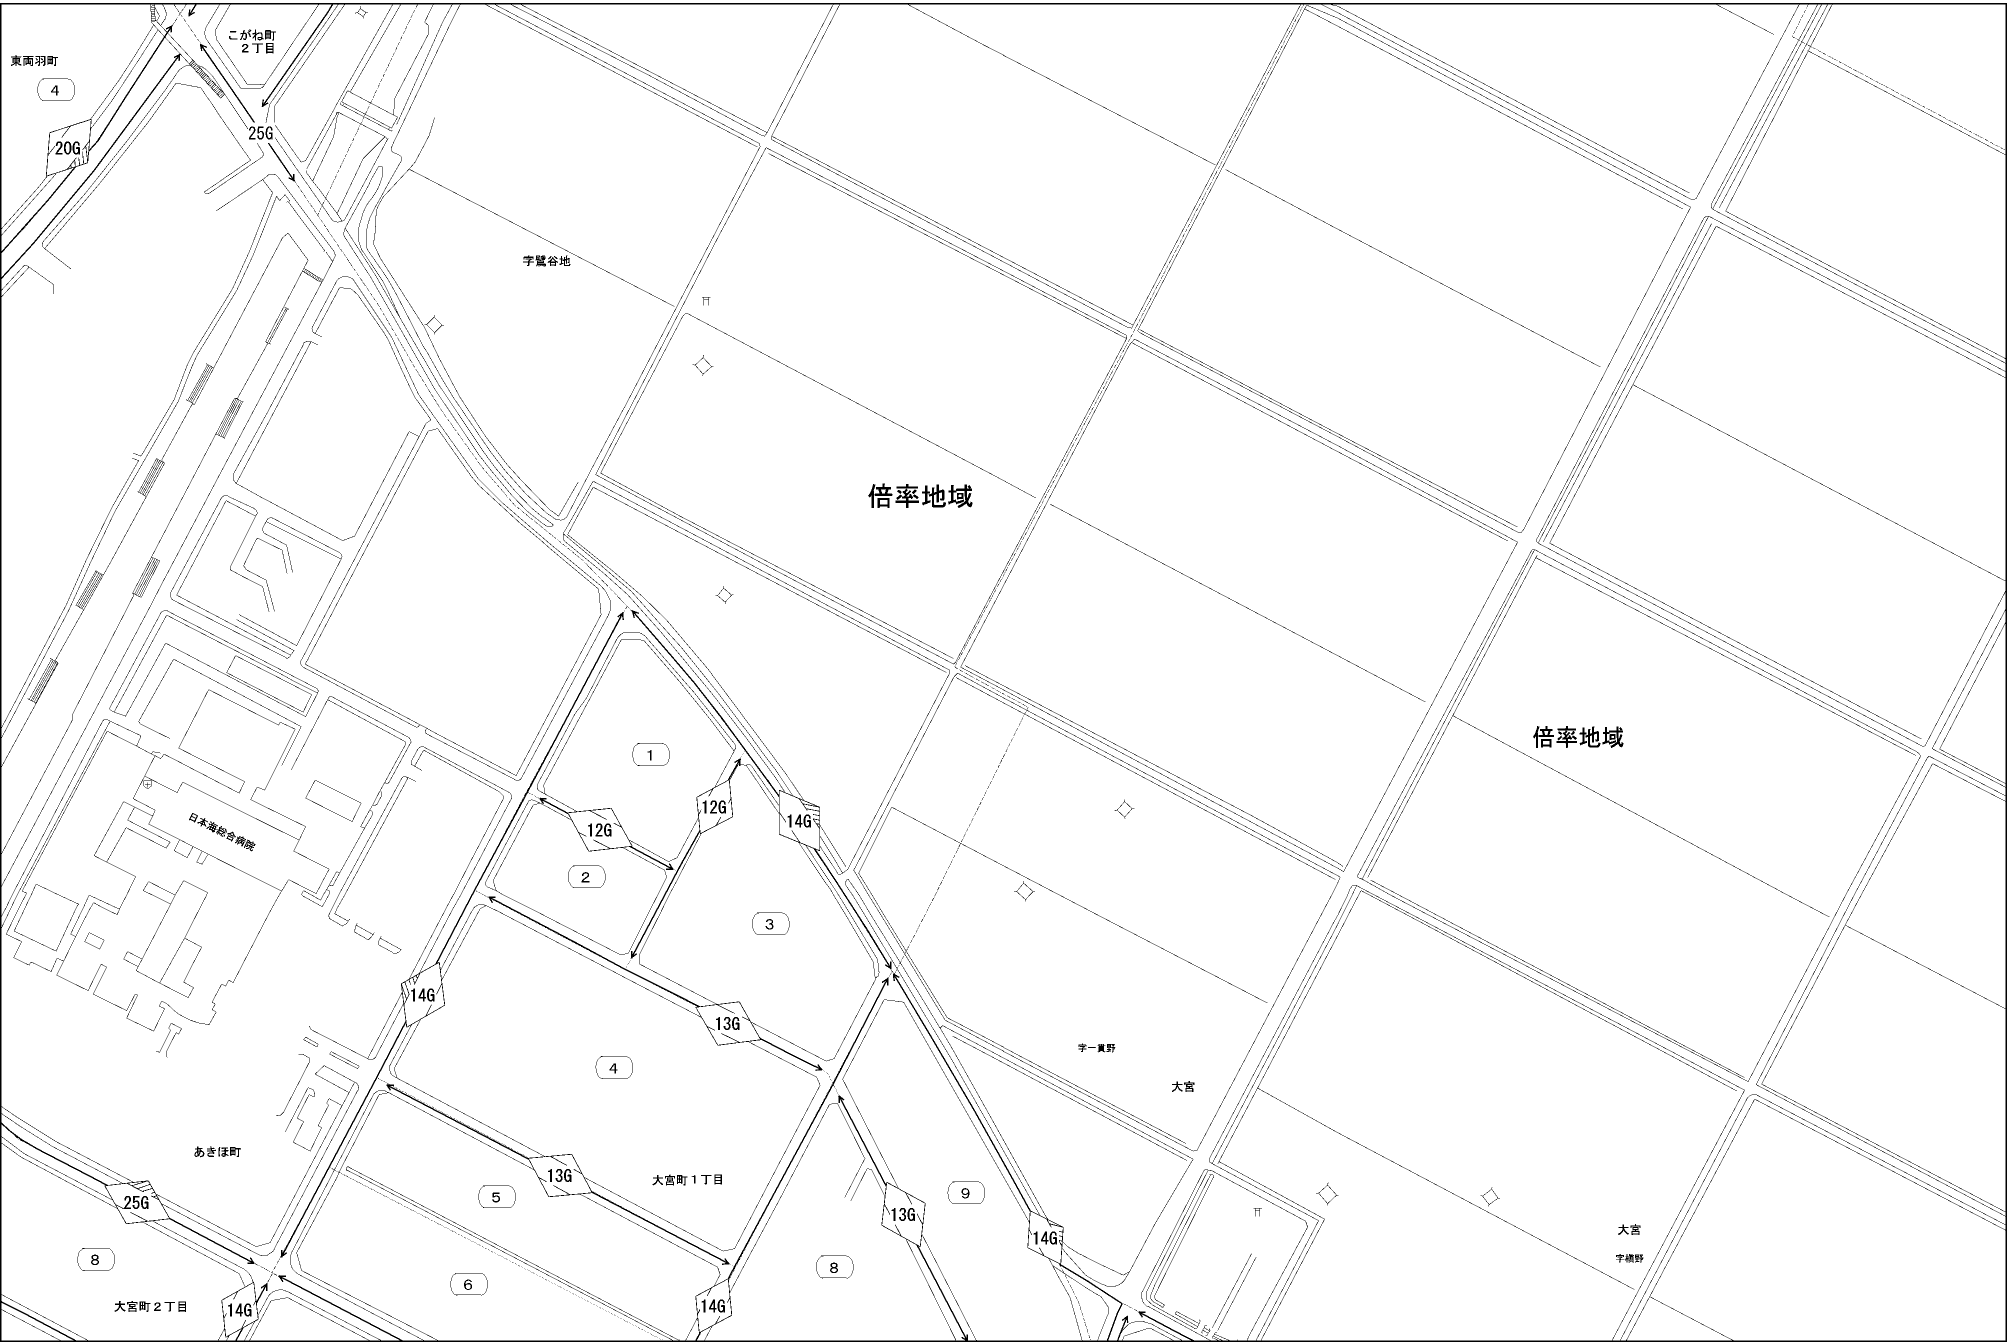 こがね町
２丁目
東両羽町
4
25G
20G
字鷺谷地
倍率地域
倍率地域
1
12G
12G
14G
日本海総合病院
2
3
14G
13G
4
字一貫野
大宮
あきほ町
13G
大宮町１丁目
5
9
25G
13G
14G
大宮
字横野
8
6
8
大宮町２丁目
14G
14G